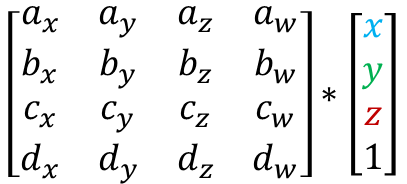 [a_x a_y a_z a_w] [x]
[b_x b_y b_z b_w] [y]
[c_x c_y c_z c_w] * [z]
[d_x d_y d_z d_w] [1]